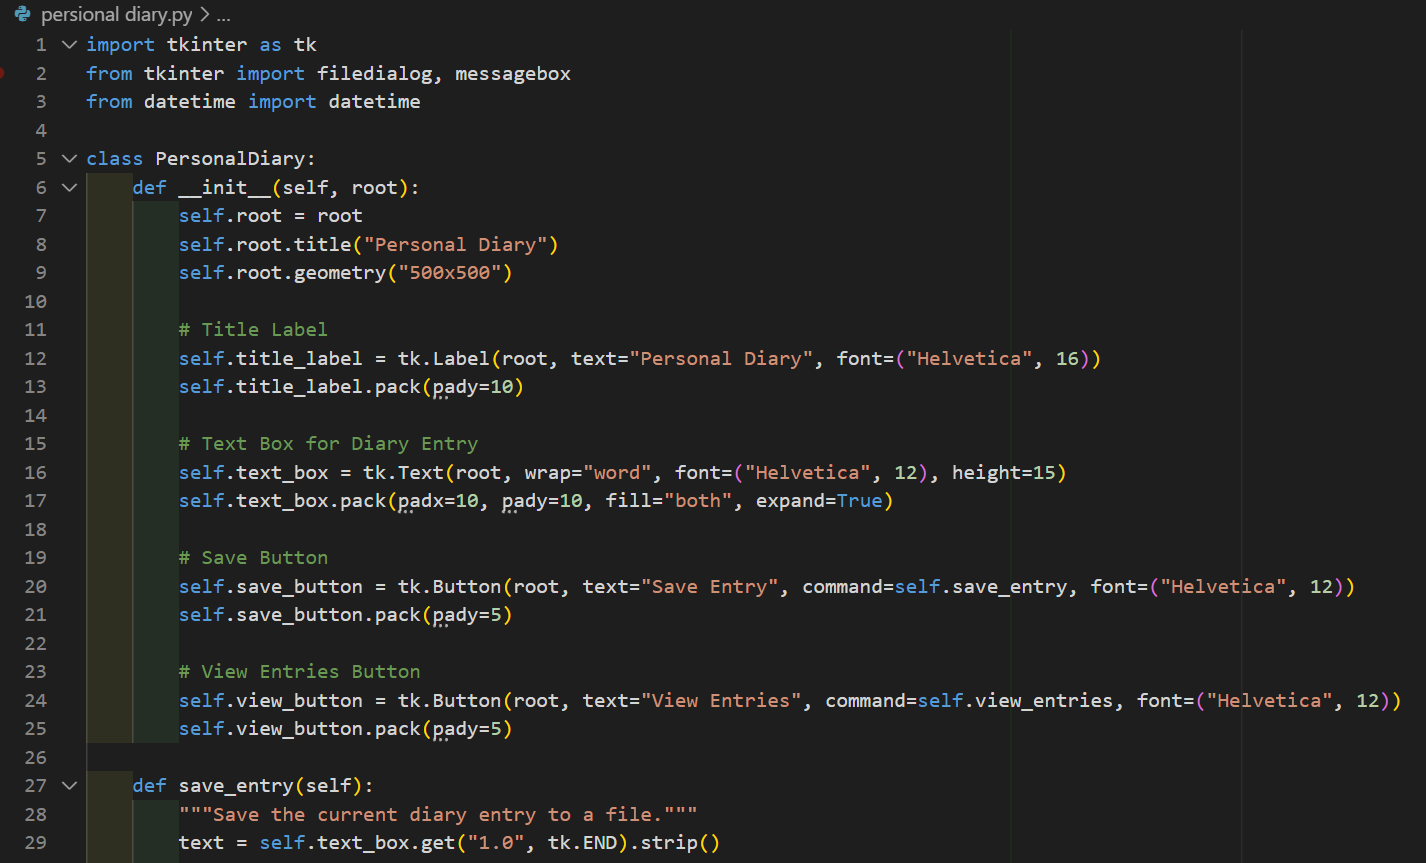 persional diary.py > ...
1 import tkinter as tk
2 from tkinter import filedialog, messagebox
3 from datetime import datetime
4
5 class PersonalDiary:
6     def __init__(self, root):
7         self.root = root
8         self.root.title("Personal Diary")
9         self.root.geometry("500x500")
10
11         # Title Label
12         self.title_label = tk.Label(root, text="Personal Diary", font=("Helvetica", 16))
13         self.title_label.pack(pady=10)
14
15         # Text Box for Diary Entry
16         self.text_box = tk.Text(root, wrap="word", font=("Helvetica", 12), height=15)
17         self.text_box.pack(padx=10, pady=10, fill="both", expand=True)
18
19         # Save Button
20         self.save_button = tk.Button(root, text="Save Entry", command=self.save_entry, font=("Helvetica", 12))
21         self.save_button.pack(pady=5)
22
23         # View Entries Button
24         self.view_button = tk.Button(root, text="View Entries", command=self.view_entries, font=("Helvetica", 12))
25         self.view_button.pack(pady=5)
26
27     def save_entry(self):
28         """Save the current diary entry to a file."""
29         text = self.text_box.get("1.0", tk.END).strip()